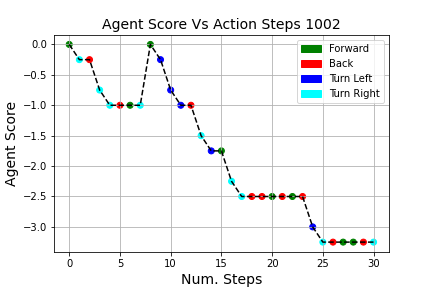 Agent Score Vs Action Steps 1002
Forward
Back
Turn Left
Turn Right
Agent Score
0.0
−0.5
−1.0
−1.5
−2.0
−2.5
−3.0
0 5 10 15 20 25 30
Num. Steps